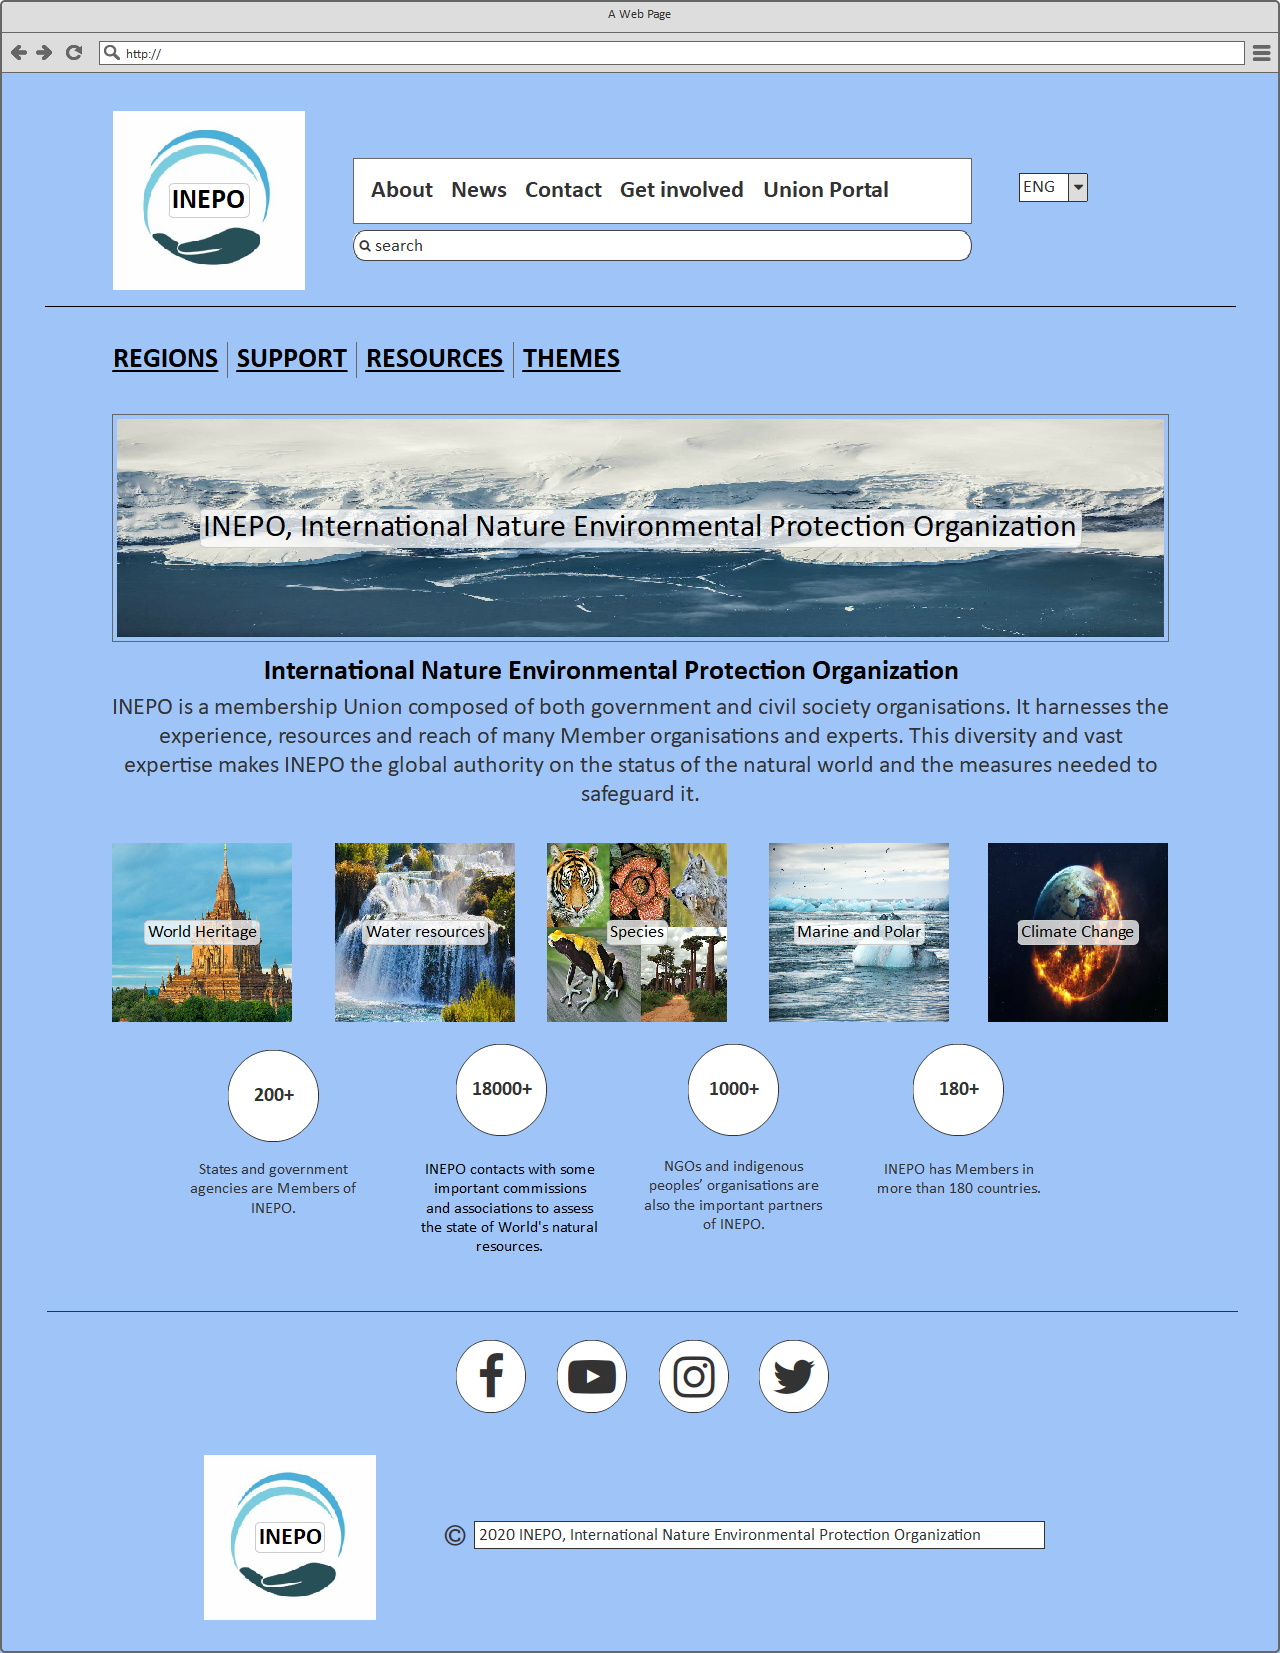 A Web Page
http://
INEPO
About News Contact Get involved Union Portal
ENG
search
REGIONS SUPPORT RESOURCES THEMES
INEPO, International Nature Environmental Protection Organization
International Nature Environmental Protection Organization
INEPO is a membership Union composed of both government and civil society organisations. It harnesses the
experience, resources and reach of many Member organisations and experts. This diversity and vast
expertise makes INEPO the global authority on the status of the natural world and the measures needed to
safeguard it.
World Heritage
Water resources
Species
Marine and Polar
Climate Change
200+
18000+
1000+
180+
States and government
agencies are Members of
INEPO.
INEPO contacts with some
important commissions
and associations to assess
the state of World's natural
resources.
NGOs and indigenous
peoples’ organisations are
also the important partners
of INEPO.
INEPO has Members in
more than 180 countries.
INEPO
© 2020 INEPO, International Nature Environmental Protection Organization